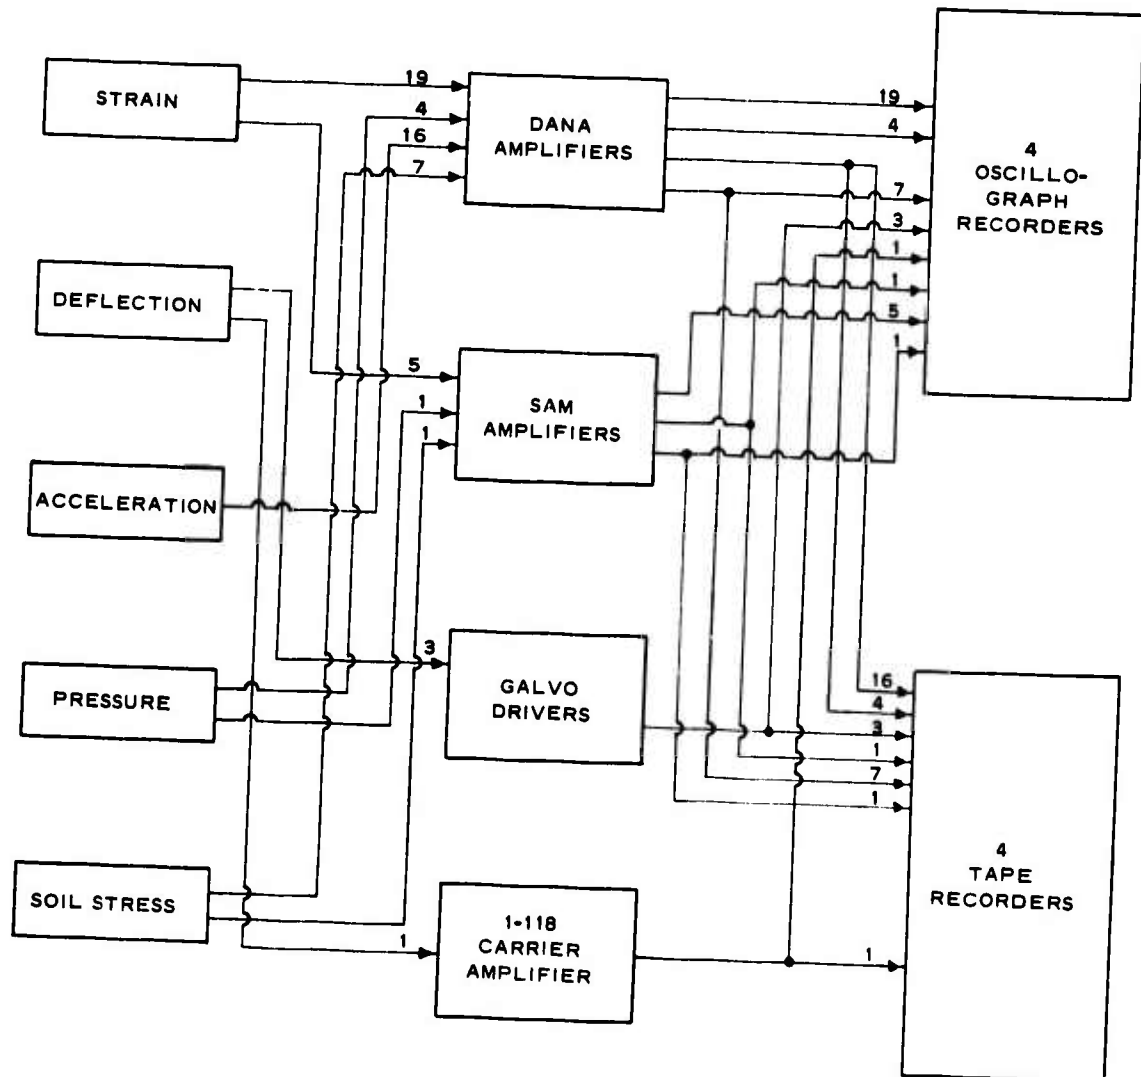 STRAIN
DEFLECTION
ACCELERATION
PRESSURE
SOIL STRESS
19
4
16
7
DANA
AMPLIFIERS
5
1
1
SAM
AMPLIFIERS
3
GALVO
DRIVERS
1
1-118
CARRIER
AMPLIFIER
19
4
7
3
1
1
5
1
4
OSCILLO-
GRAPH
RECORDERS
16
4
3
1
7
1
1
4
TAPE
RECORDERS